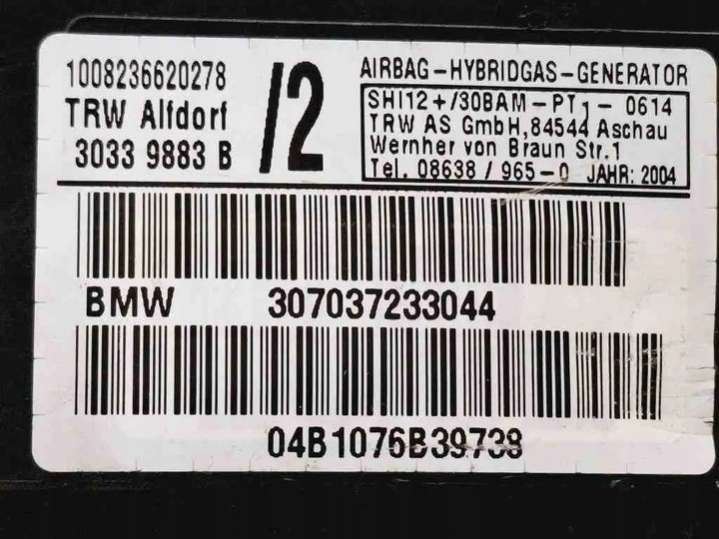 1008236620278
TRW Alfdorf
3033 9883 B
/2
AIRBAG-HYBRIDGAS-GENERATOR
SHI12+/30BAM-PT1-0614
TRW AS GmbH,84544 Aschau
Wernher von Braun Str.1
Tel. 08638 / 965-0 JAHR: 2004
BMW 307037233044
04B1076B39738